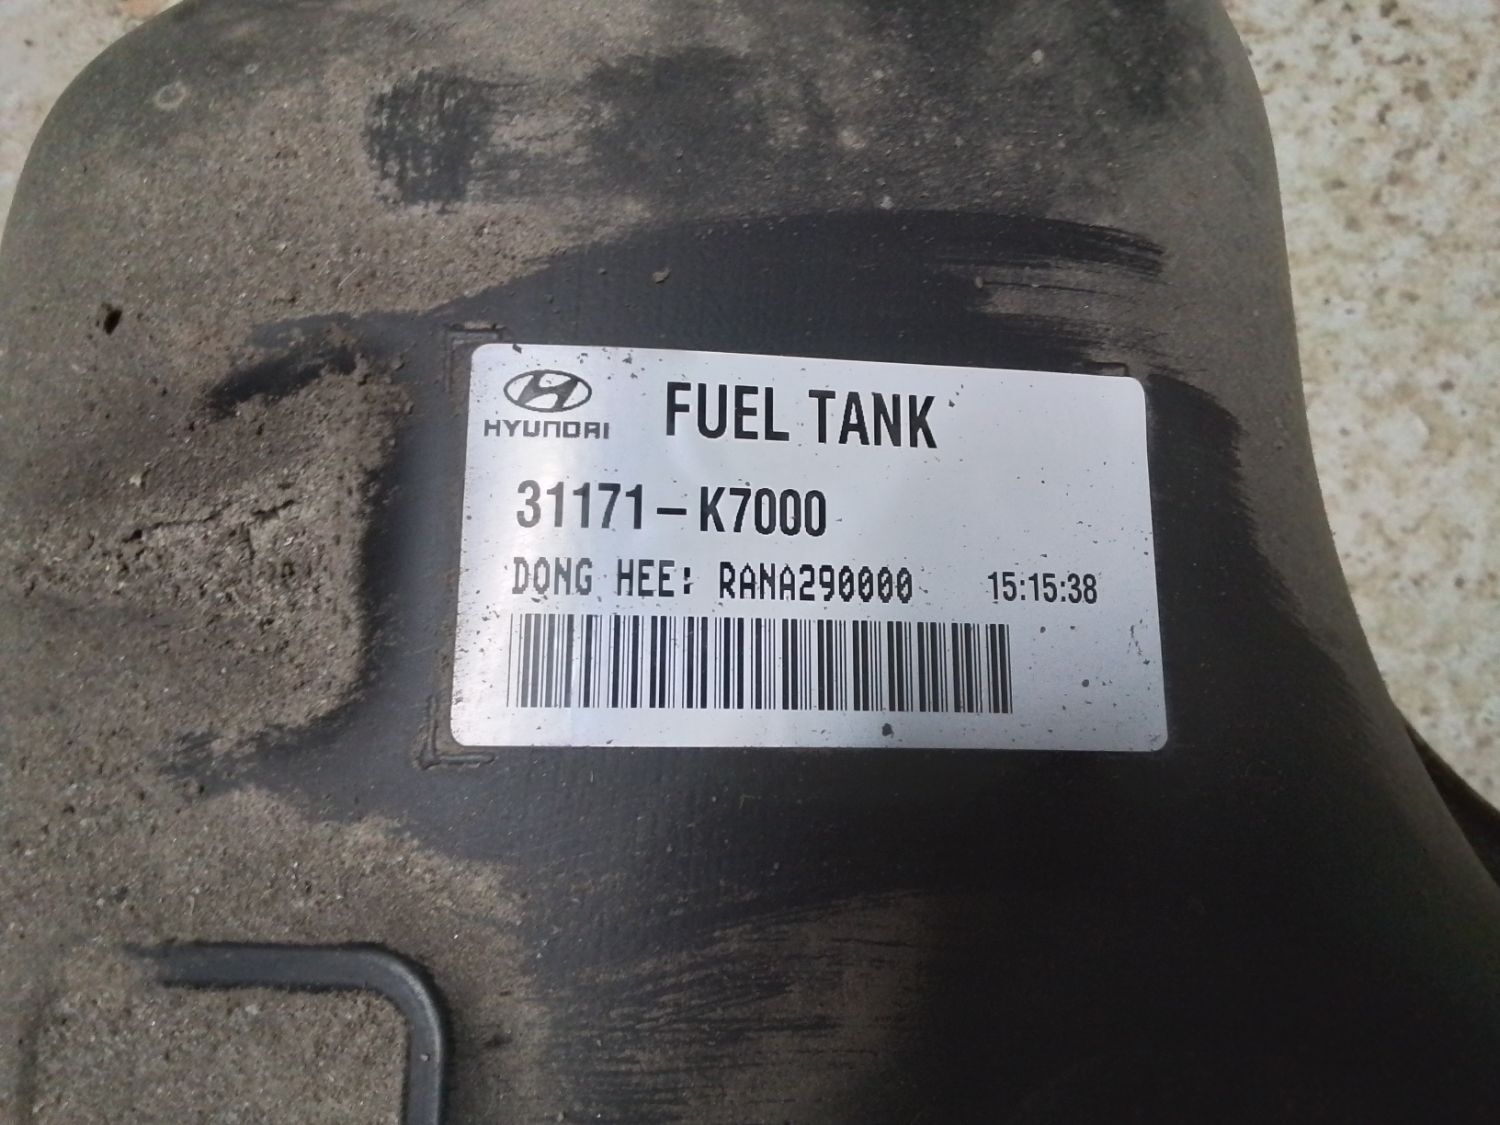 HYUNDAI
FUEL TANK
31171-K7000
DONG HEE: RANA290000 15:15:38